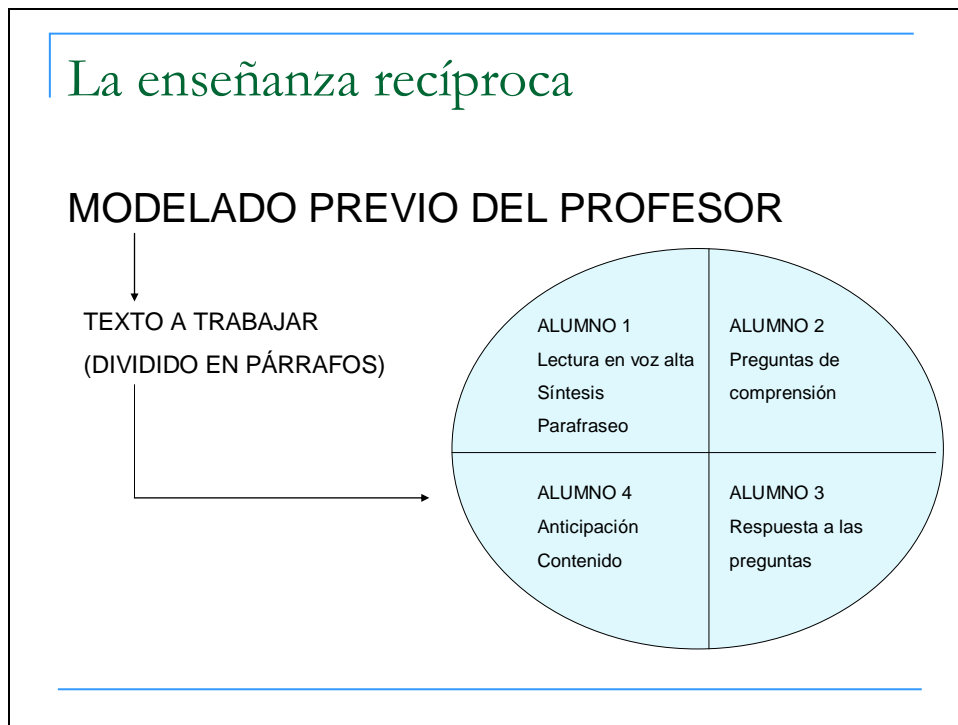 La enseñanza recíproca
MODELADO PREVIO DEL PROFESOR
TEXTO A TRABAJAR
(DIVIDIDO EN PÁRRAFOS)
ALUMNO 1
Lectura en voz alta
Síntesis
Parafraseo
ALUMNO 2
Preguntas de
comprensión
ALUMNO 4
Anticipación
Contenido
ALUMNO 3
Respuesta a las
preguntas